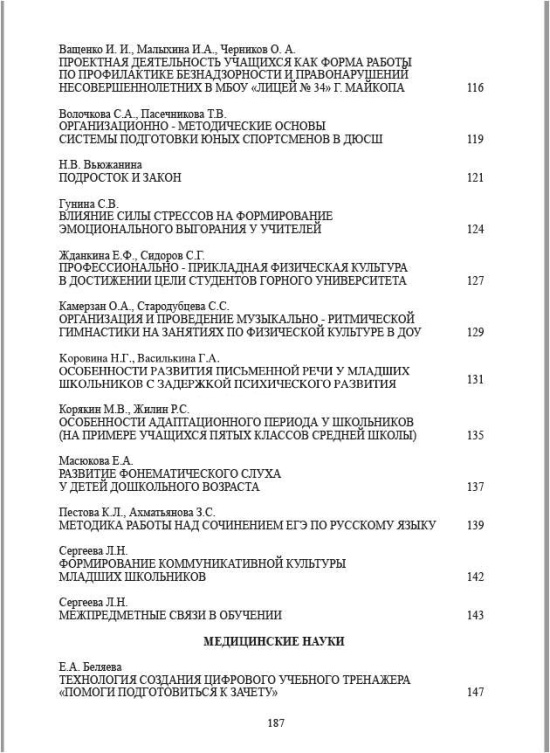 Ващенко И. И., Малыхина И.А., Черников О. А.
ПРОЕКТНАЯ ДЕЯТЕЛЬНОСТЬ УЧАЩИХСЯ КАК ФОРМА РАБОТЫ
ПО ПРОФИЛАКТИКЕ БЕЗНАДЗОРНОСТИ И ПРАВОНАРУШЕНИЙ
НЕСОВЕРШЕННОЛЕТНИХ В МБОУ «ЛИЦЕЙ № 34» Г. МАЙКОПА 116
Волочкова С.А., Пасечникова Т.В.
ОРГАНИЗАЦИОННО - МЕТОДИЧЕСКИЕ ОСНОВЫ
СИСТЕМЫ ПОДГОТОВКИ ЮНЫХ СПОРТСМЕНОВ В ДЮСШ 119
Н.В. Вьюжанина
ПОДРОСТОК И ЗАКОН 121
Гунина С.В.
ВЛИЯНИЕ СИЛЫ СТРЕССОВ НА ФОРМИРОВАНИЕ
ЭМОЦИОНАЛЬНОГО ВЫГОРАНИЯ У УЧИТЕЛЕЙ 124
Жданкина Е.Ф., Сидоров С.Г.
ПРОФЕССИОНАЛЬНО - ПРИКЛАДНАЯ ФИЗИЧЕСКАЯ КУЛЬТУРА
В ДОСТИЖЕНИИ ЦЕЛИ СТУДЕНТОВ ГОРНОГО УНИВЕРСИТЕТА 127
Камерзан О.А., Стародубцева С.С.
ОРГАНИЗАЦИЯ И ПРОВЕДЕНИЕ МУЗЫКАЛЬНО - РИТМИЧЕСКОЙ
ГИМНАСТИКИ НА ЗАНЯТИЯХ ПО ФИЗИЧЕСКОЙ КУЛЬТУРЕ В ДОУ 129
Коровина Н.Г., Василькина Г.А.
ОСОБЕННОСТИ РАЗВИТИЯ ПИСЬМЕННОЙ РЕЧИ У МЛАДШИХ
ШКОЛЬНИКОВ С ЗАДЕРЖКОЙ ПСИХИЧЕСКОГО РАЗВИТИЯ 131
Корякин М.В., Жилин Р.С.
ОСОБЕННОСТИ АДАПТАЦИОННОГО ПЕРИОДА У ШКОЛЬНИКОВ
(НА ПРИМЕРЕ УЧАЩИХСЯ ПЯТЫХ КЛАССОВ СРЕДНЕЙ ШКОЛЫ) 135
Масюкова Е.А.
РАЗВИТИЕ ФОНЕМАТИЧЕСКОГО СЛУХА
У ДЕТЕЙ ДОШКОЛЬНОГО ВОЗРАСТА 137
Пестова К.Л., Ахматьянова З.С.
МЕТОДИКА РАБОТЫ НАД СОЧИНЕНИЕМ ЕГЭ ПО РУССКОМУ ЯЗЫКУ 139
Сергеева Л.Н.
ФОРМИРОВАНИЕ КОММУНИКАТИВНОЙ КУЛЬТУРЫ
МЛАДШИХ ШКОЛЬНИКОВ 142
Сергеева Л.Н.
МЕЖПРЕДМЕТНЫЕ СВЯЗИ В ОБУЧЕНИИ 143
МЕДИЦИНСКИЕ НАУКИ
Е.А. Беляева
ТЕХНОЛОГИЯ СОЗДАНИЯ ЦИФРОВОГО УЧЕБНОГО ТРЕНАЖЕРА
«ПОМОГИ ПОДГОТОВИТЬСЯ К ЗАЧЕТУ» 147
187